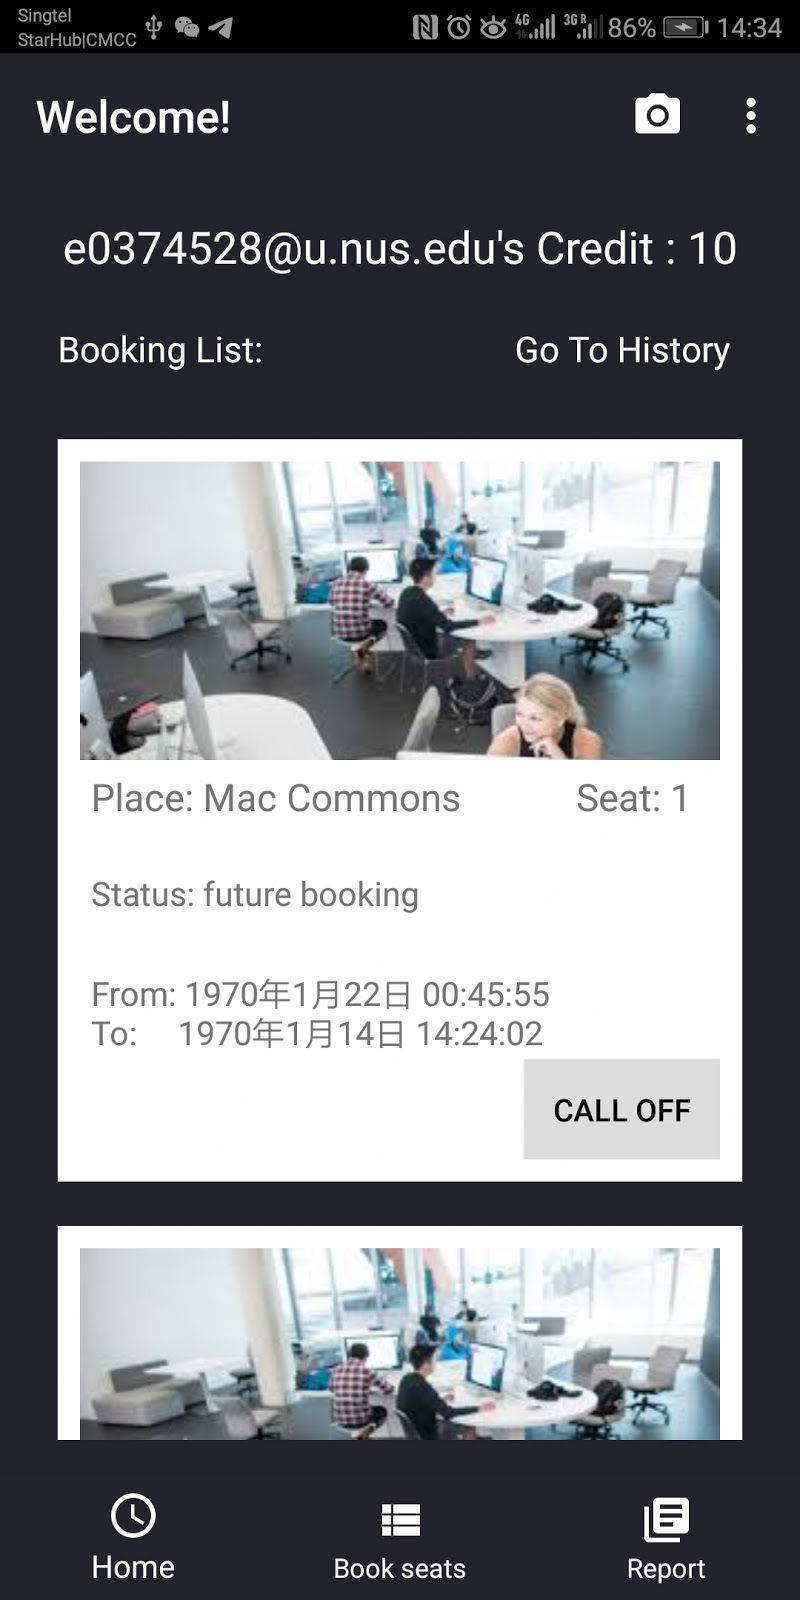 Singtel
StarHub|CMCC 4G 3G R 86% 14:34
Welcome!
e0374528@u.nus.edu's Credit : 10
Booking List: Go To History
Place: Mac Commons Seat: 1
Status: future booking
From: 1970年1月22日 00:45:55
To: 1970年1月14日 14:24:02
CALL OFF
Home Book seats Report